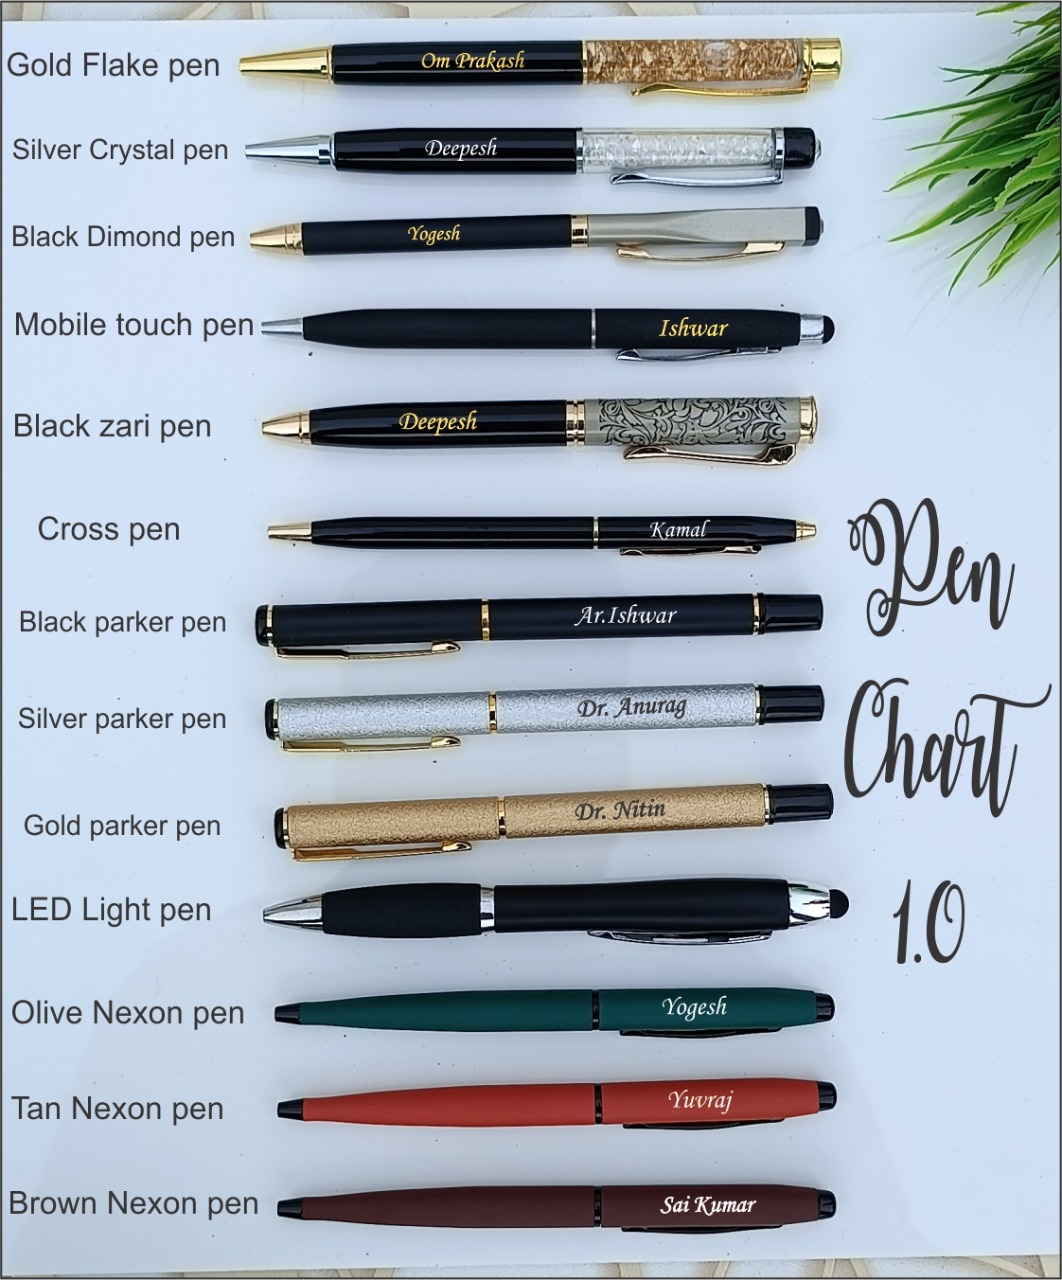 Gold Flake pen
Om Prakash
Silver Crystal pen
Deepesh
Black Dimond pen
Yogesh
Mobile touch pen
Ishwar
Black zari pen
Deepesh
Cross pen
Kamal
Black parker pen
Ar.Ishwar
Silver parker pen
Dr. Anurag
Gold parker pen
Dr. Nitin
LED Light pen
Olive Nexon pen
Yogesh
Tan Nexon pen
Yuvraj
Brown Nexon pen
Sai Kumar
Pen
Chart
1.0